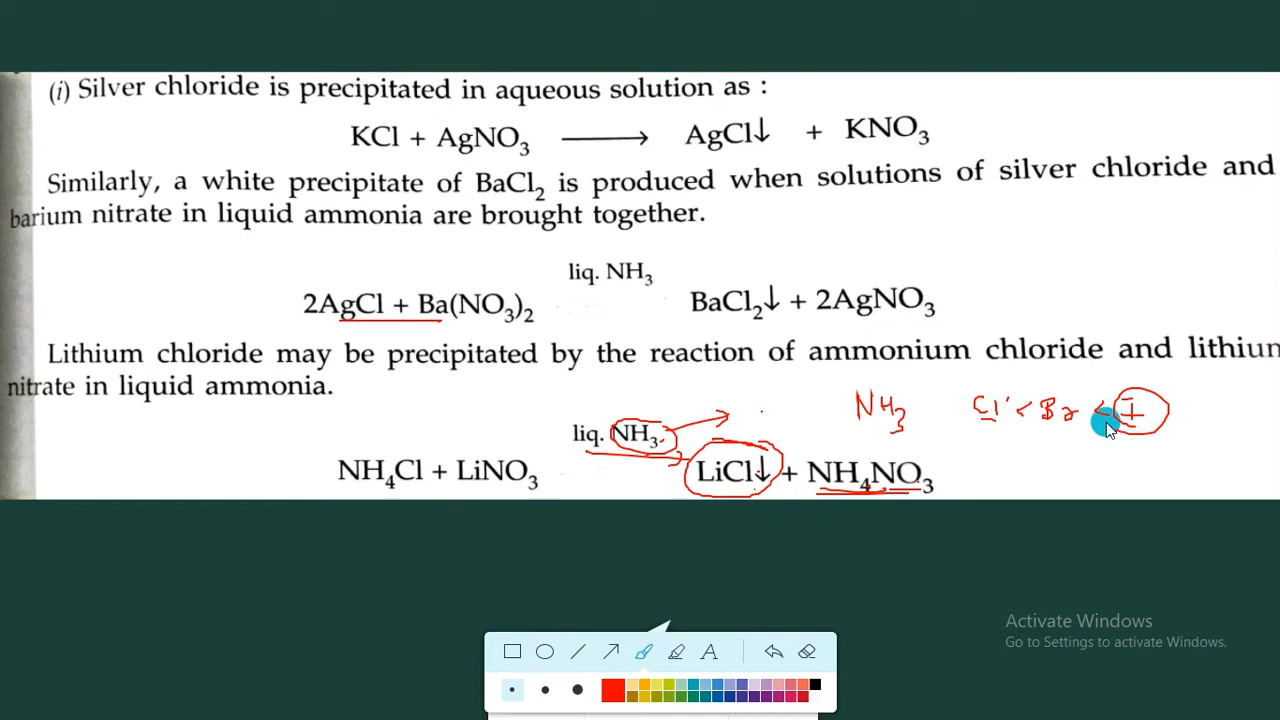 (i) Silver chloride is precipitated in aqueous solution as :
KCl + AgNO₃ ⟶ AgCl↓ + KNO₃
Similarly, a white precipitate of BaCl₂ is produced when solutions of silver chloride and
barium nitrate in liquid ammonia are brought together.
liq. NH₃
2AgCl + Ba(NO₃)₂ BaCl₂↓ + 2AgNO₃
Lithium chloride may be precipitated by the reaction of ammonium chloride and lithium
nitrate in liquid ammonia.
NH₃ Cl < Br < I
liq. NH₃
NH₄Cl + LiNO₃ LiCl↓ + NH₄NO₃
Activate Windows
Go to Settings to activate Windows.
A